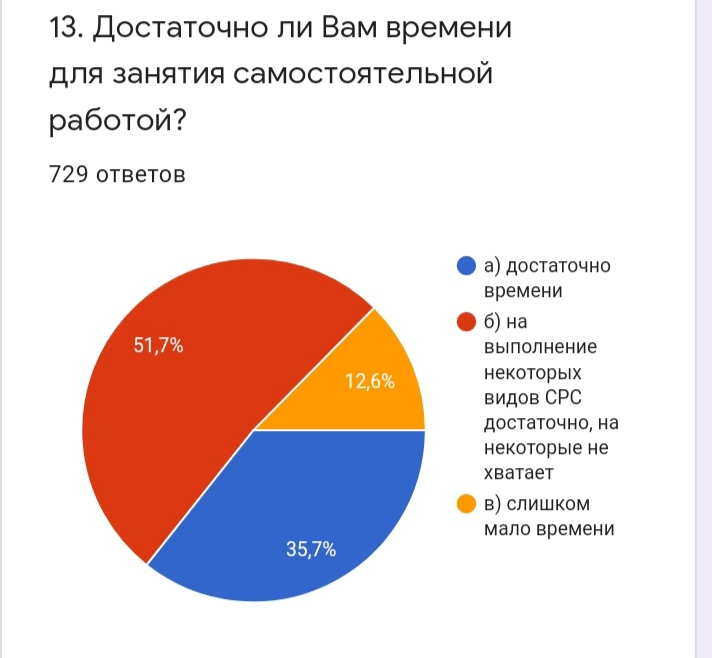 13. Достаточно ли Вам времени
для занятия самостоятельной
работой?
729 ответов
51,7%
12,6%
35,7%
а) достаточно
времени
б) на
выполнение
некоторых
видов СРС
достаточно, на
некоторые не
хватает
в) слишком
мало времени